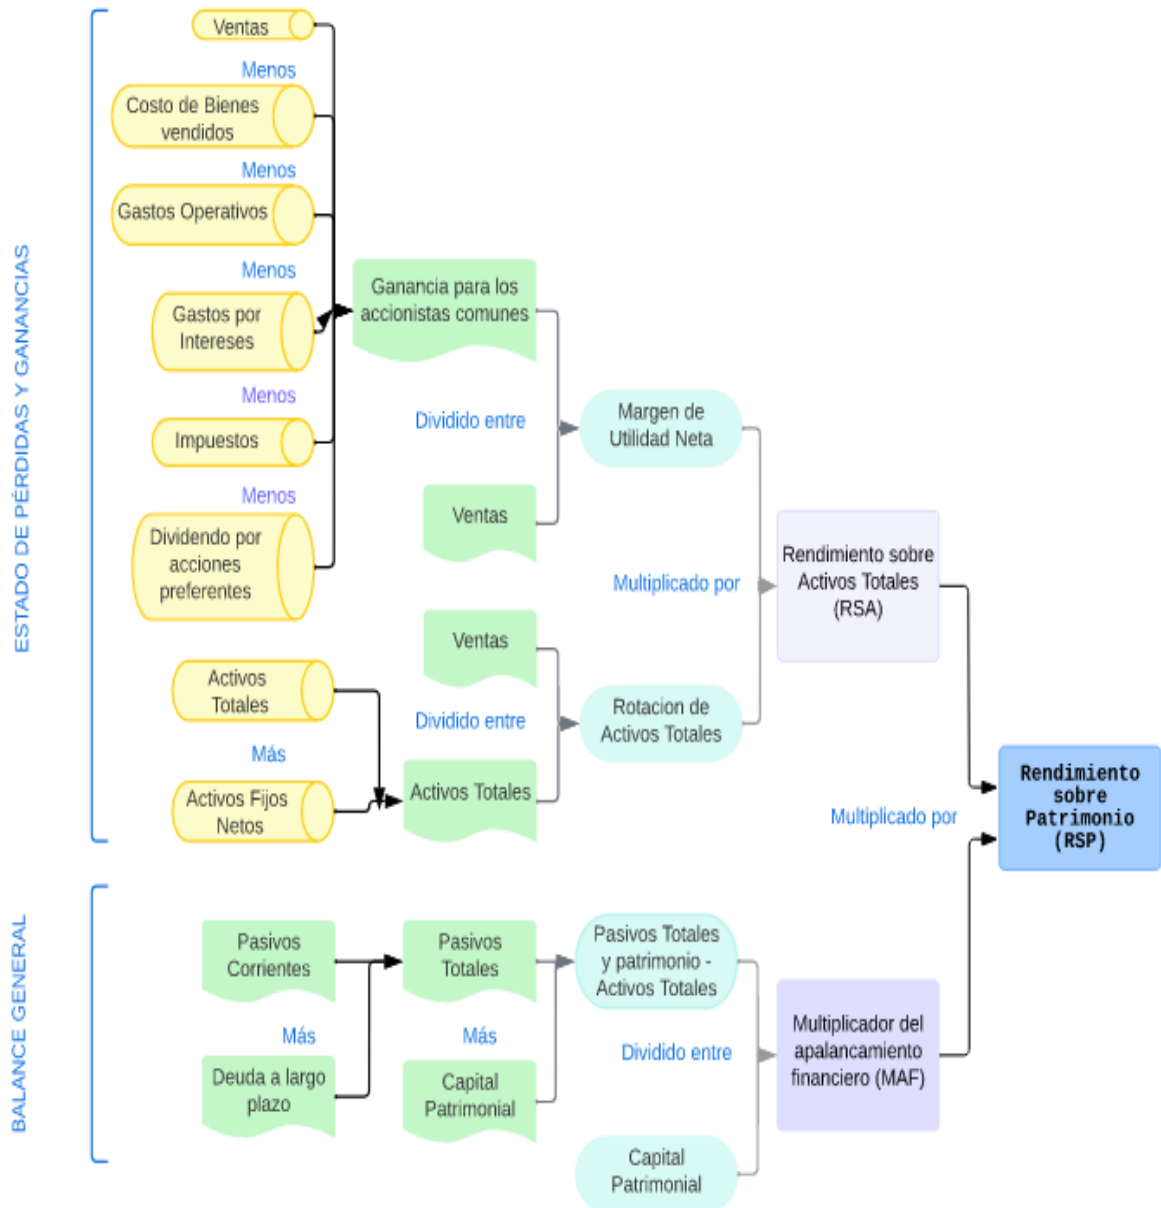 ESTADO DE PÉRDIDAS Y GANANCIAS
Ventas
Menos
Costo de Bienes
vendidos
Menos
Gastos Operativos
Menos
Gastos por
Intereses
Menos
Impuestos
Menos
Dividendo por
acciones
preferentes
Activos
Totales
Más
Activos Fijos
Netos
Ganancia para los
accionistas comunes
Dividido entre
Ventas
Ventas
Dividido entre
Activos Totales
Margen de
Utilidad Neta
Multiplicado por
Rotacion de
Activos Totales
Rendimiento sobre
Activos Totales
(RSA)
Multiplicado por
Rendimiento
sobre
Patrimonio
(RSP)
BALANCE GENERAL
Pasivos
Corrientes
Más
Deuda a largo
plazo
Pasivos
Totales
Más
Capital
Patrimonial
Pasivos Totales
y patrimonio -
Activos Totales
Dividido entre
Capital
Patrimonial
Multiplicador del
apalancamiento
financiero (MAF)